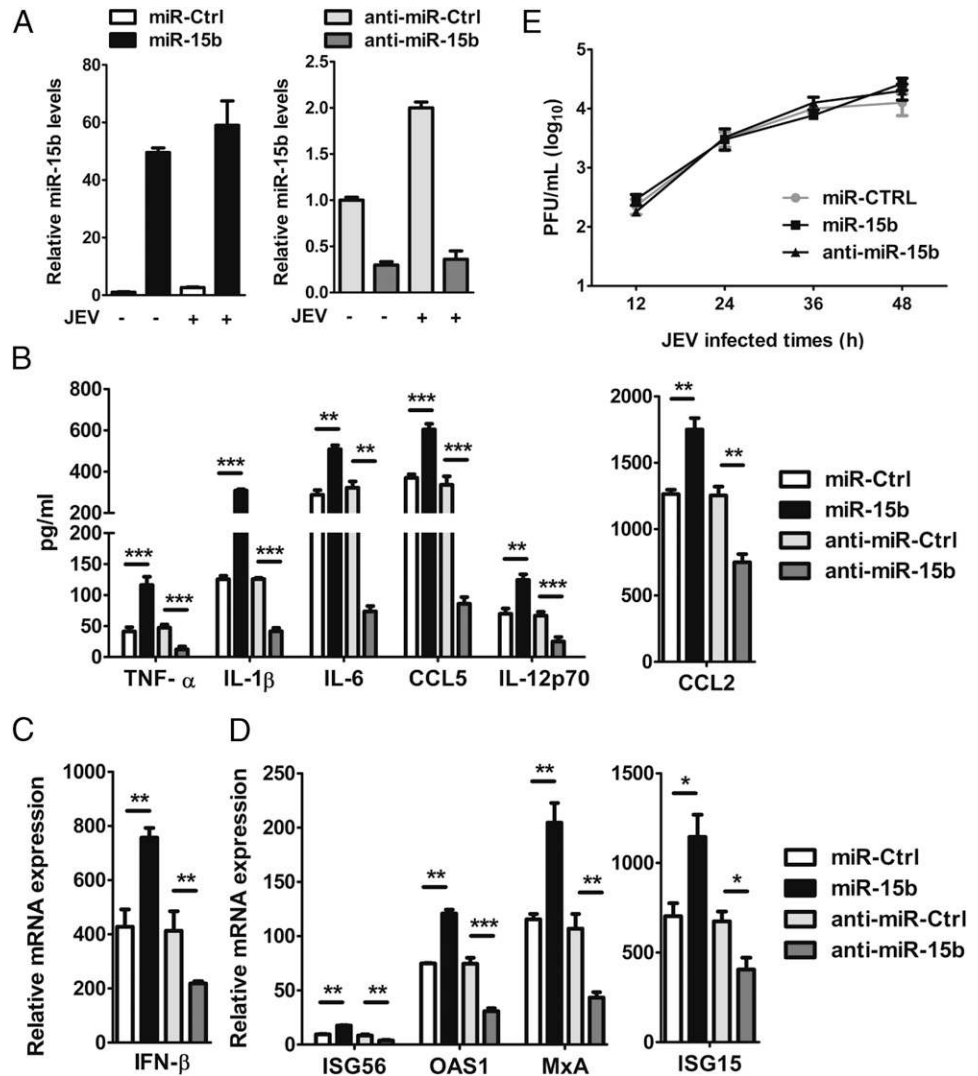 A
miR-Ctrl
miR-15b
Relative miR-15b levels
80
60
40
20
0
JEV - - + +
anti-miR-Ctrl
anti-miR-15b
Relative miR-15b levels
2.5
2.0
1.5
1.0
0.5
0.0
JEV - - + +
E
PFU/mL (log10)
5
4
3
2
1
12 24 36 48
JEV infected times (h)
miR-CTRL
miR-15b
anti-miR-15b
B
pg/ml
800
600
400
200
200
150
100
50
0
*** *** *** *** ** ** *** *** ** ***
TNF- α IL-1β IL-6 CCL5 IL-12p70
2000
1500
1000
500
0
** **
CCL2
miR-Ctrl
miR-15b
anti-miR-Ctrl
anti-miR-15b
C
Relative mRNA expression
1000
800
600
400
200
0
** **
IFN-β
D
Relative mRNA expression
250
200
150
100
50
0
** ** ** *** ** **
ISG56 OAS1 MxA
1500
1000
500
0
* *
ISG15
miR-Ctrl
miR-15b
anti-miR-Ctrl
anti-miR-15b